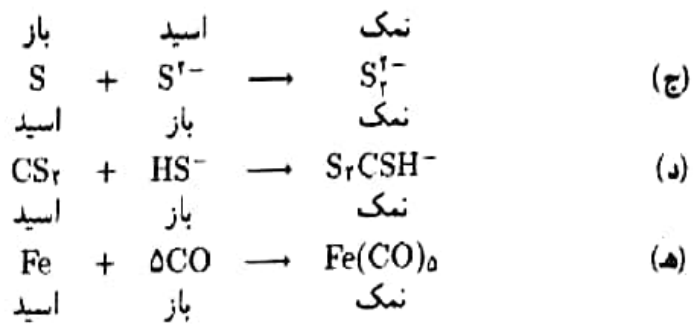 باز اسید نمک
S + S²⁻ ⟶ S₂²⁻ (ج)
اسید باز نمک
CS₂ + HS⁻ ⟶ S₂CSH⁻ (د)
اسید باز نمک
Fe + ۵CO ⟶ Fe(CO)₅ (هـ)
اسید باز نمک